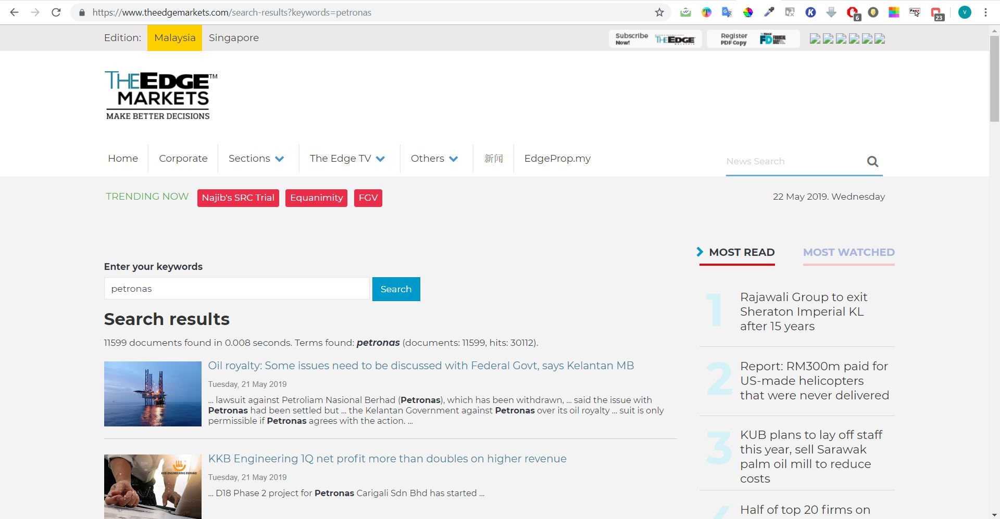 https://www.theedgemarkets.com/search-results?keywords=petronas
6
23
V
Edition:
Malaysia
Singapore
Subscribe
Now!
THEEDGE
Register
PDF Copy
THEEDGE
FD FINANCIAL
DAILY
THEEDGE™
MARKETS
MAKE BETTER DECISIONS
Home
Corporate
Sections
The Edge TV
Others
新闻
EdgeProp.my
News Search
TRENDING NOW
Najib's SRC Trial
Equanimity
FGV
22 May 2019. Wednesday
Enter your keywords
petronas
Search
Search results
11599 documents found in 0.008 seconds. Terms found: petronas (documents: 11599, hits: 30112).
Oil royalty: Some issues need to be discussed with Federal Govt, says Kelantan MB
Tuesday, 21 May 2019
... lawsuit against Petroliam Nasional Berhad (Petronas), which has been withdrawn, ... said the issue with
Petronas had been settled but ... the Kelantan Government against Petronas over its oil royalty ... suit is only
permissible if Petronas agrees with the action. ...
KKB
KKB ENGINEERING BERHAD
KKB Engineering 1Q net profit more than doubles on higher revenue
Tuesday, 21 May 2019
... D18 Phase 2 project for Petronas Carigali Sdn Bhd has started ...
MOST READ
MOST WATCHED
1
Rajawali Group to exit
Sheraton Imperial KL
after 15 years
2
Report: RM300m paid for
US-made helicopters
that were never delivered
3
KUB plans to lay off staff
this year, sell Sarawak
palm oil mill to reduce
costs
Half of top 20 firms on